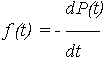 f(t) = - dP(t)/dt